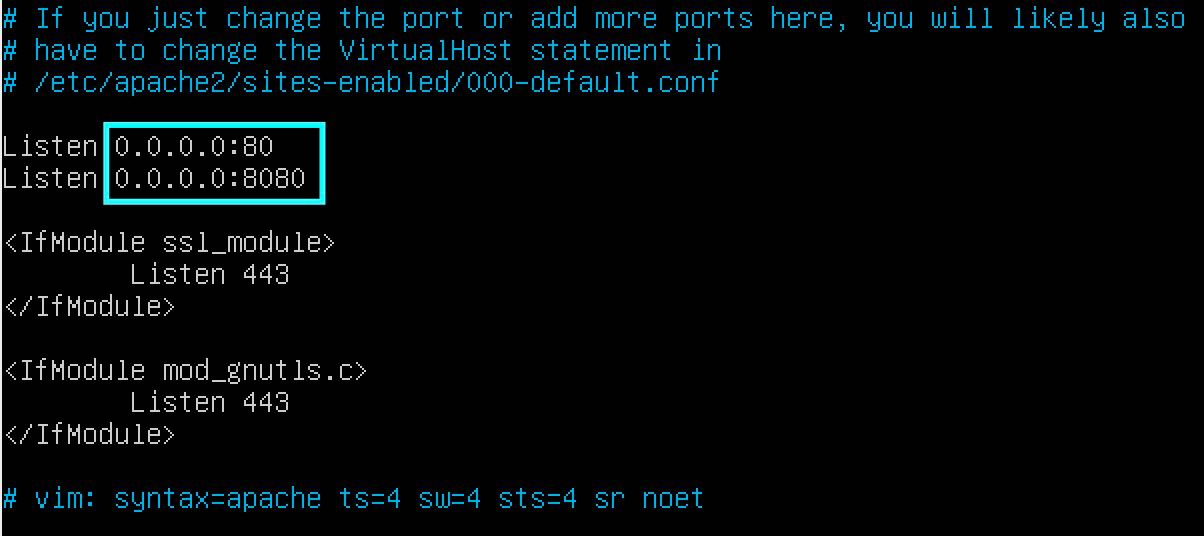 # If you just change the port or add more ports here, you will likely also
# have to change the VirtualHost statement in
# /etc/apache2/sites-enabled/000-default.conf
Listen 0.0.0.0:80
Listen 0.0.0.0:8080
<IfModule ssl_module>
Listen 443
</IfModule>
<IfModule mod_gnutls.c>
Listen 443
</IfModule>
# vim: syntax=apache ts=4 sw=4 sts=4 sr noet